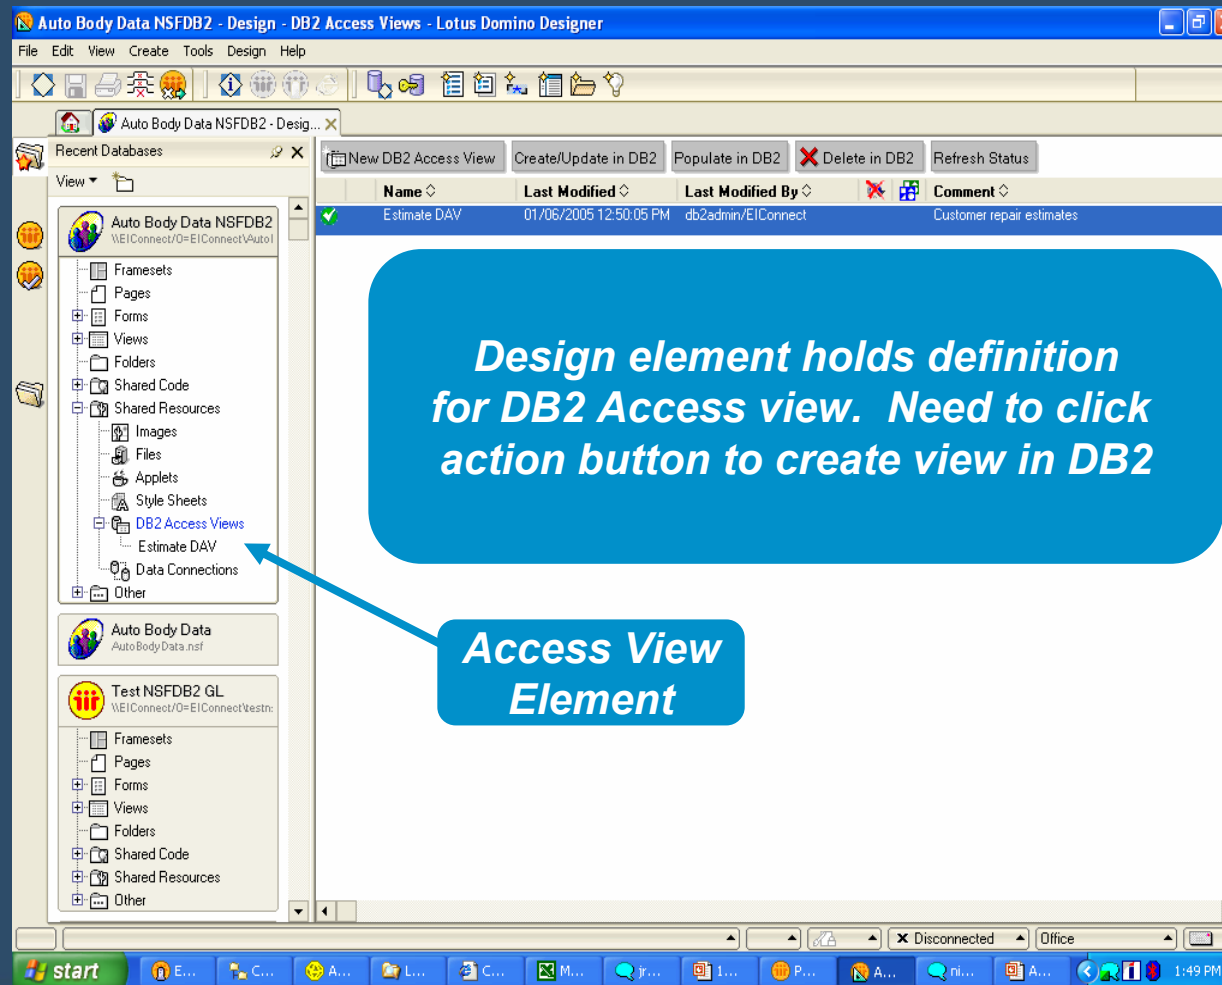 Auto Body Data NSFDB2 - Design - DB2 Access Views - Lotus Domino Designer
File Edit View Create Tools Design Help
Auto Body Data NSFDB2 - Desig...
Recent Databases
View
New DB2 Access View Create/Update in DB2 Populate in DB2 Delete in DB2 Refresh Status
Name Last Modified Last Modified By Comment
Estimate DAV 01/06/2005 12:50:05 PM db2admin/EIConnect Customer repair estimates
Auto Body Data NSFDB2
\\EIConnect/O=EIConnect\AutoI
Framesets
Pages
Forms
Views
Folders
Shared Code
Shared Resources
Images
Files
Applets
Style Sheets
DB2 Access Views
Estimate DAV
Data Connections
Other
Auto Body Data
AutoBodyData.nsf
Test NSFDB2 GL
\\EIConnect/O=EIConnect\testn:
Framesets
Pages
Forms
Views
Folders
Shared Code
Shared Resources
Other
Design element holds definition
for DB2 Access view. Need to click
action button to create view in DB2
Access View
Element
Disconnected Office
start E... C... A... L... C... M... jr... 1... P... A... ni... A... 1:49 PM